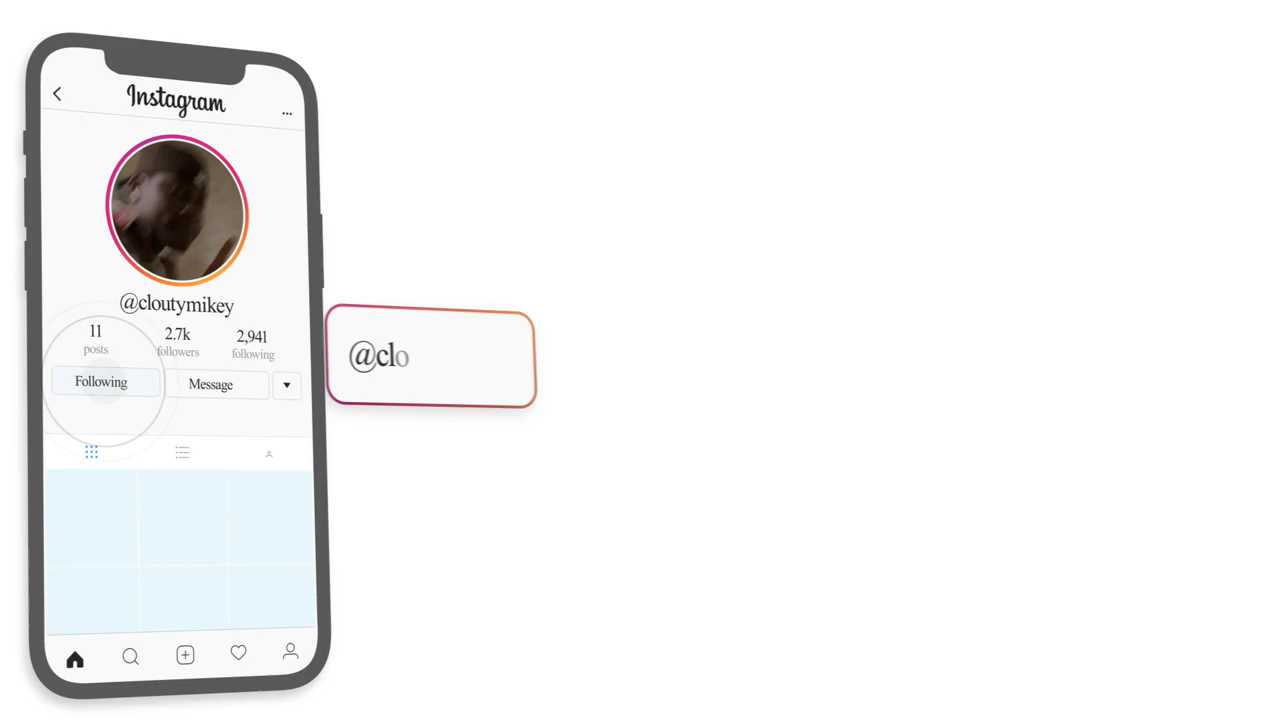 Instagram
...
@cloutymikey
11 2.7k 2,941
posts followers following
Following Message
@clo